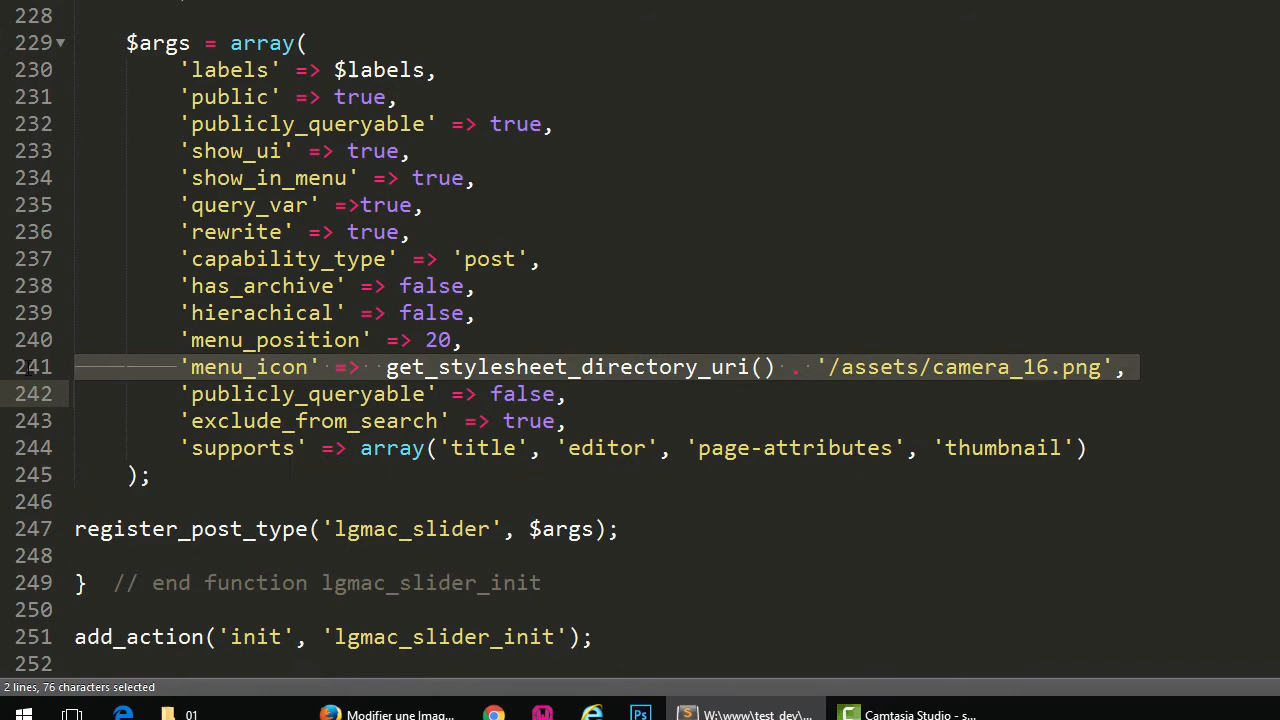 228
229 $args = array(
230 'labels' => $labels,
231 'public' => true,
232 'publicly_queryable' => true,
233 'show_ui' => true,
234 'show_in_menu' => true,
235 'query_var' =>true,
236 'rewrite' => true,
237 'capability_type' => 'post',
238 'has_archive' => false,
239 'hierachical' => false,
240 'menu_position' => 20,
241 'menu_icon' => get_stylesheet_directory_uri() . '/assets/camera_16.png',
242 'publicly_queryable' => false,
243 'exclude_from_search' => true,
244 'supports' => array('title', 'editor', 'page-attributes', 'thumbnail')
245 );
246
247 register_post_type('lgmac_slider', $args);
248
249 } // end function lgmac_slider_init
250
251 add_action('init', 'lgmac_slider_init');
252
2 lines, 76 characters selected
01 Modifier une Imag... Ps W:\www\test_dev\... Camtasia Studio - s...